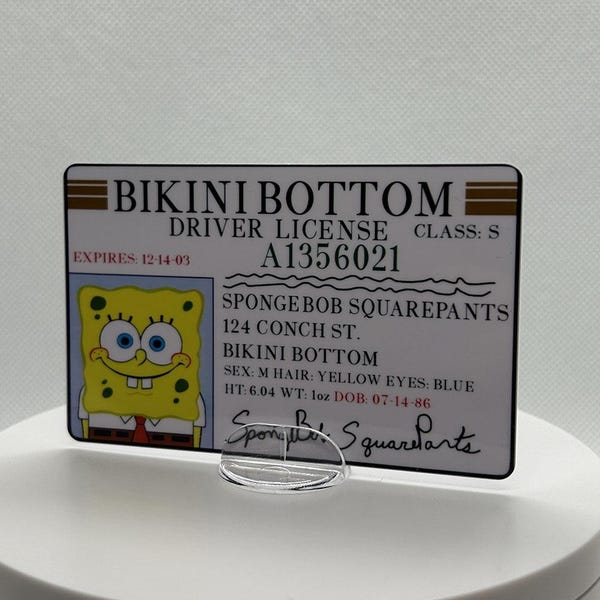 BIKINI BOTTOM
DRIVER LICENSE CLASS: S
EXPIRES: 12-14-03 A1356021
SPONGEBOB SQUAREPANTS
124 CONCH ST.
BIKINI BOTTOM
SEX: M HAIR: YELLOW EYES: BLUE
HT: 6.04 WT: 1oz DOB: 07-14-86
SpongeBob SquarePants